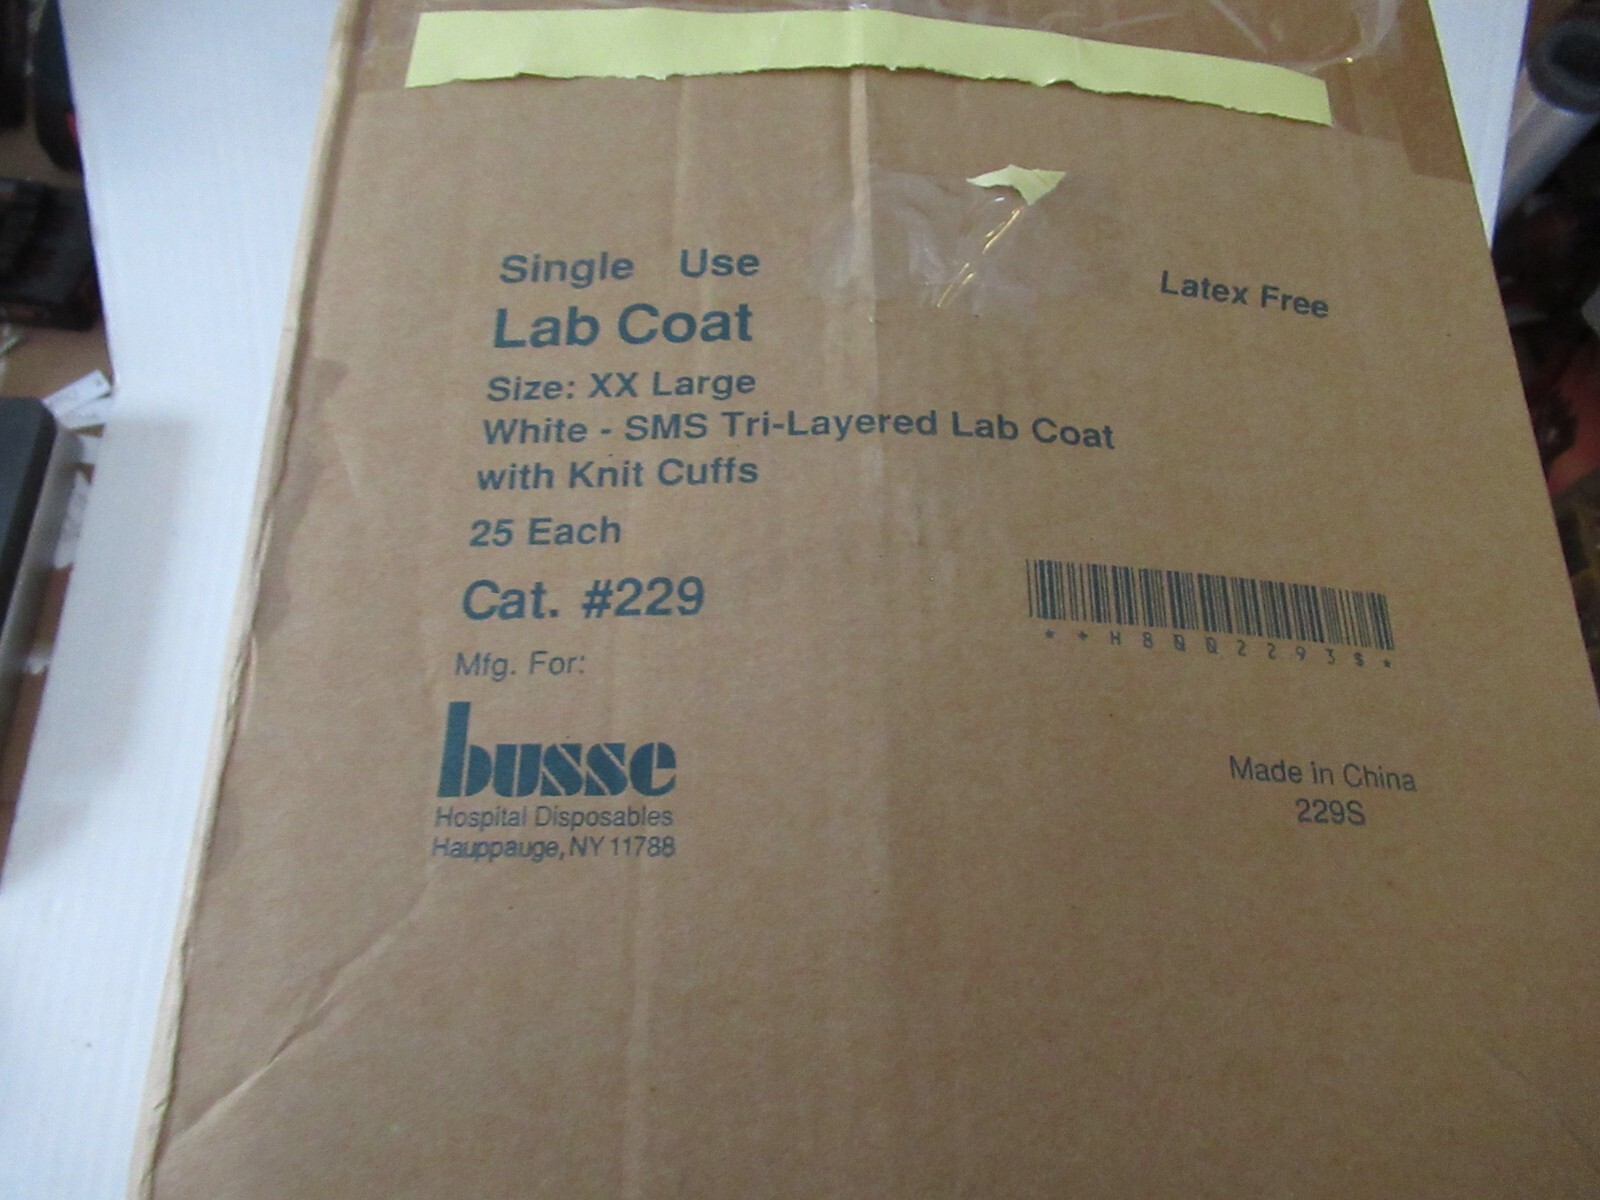 Single Use
Latex Free
Lab Coat
Size: XX Large
White - SMS Tri-Layered Lab Coat
with Knit Cuffs
25 Each
Cat. #229
**H8002293$*
Mfg. For:
busse
Hospital Disposables
Hauppauge, NY 11788
Made in China
229S